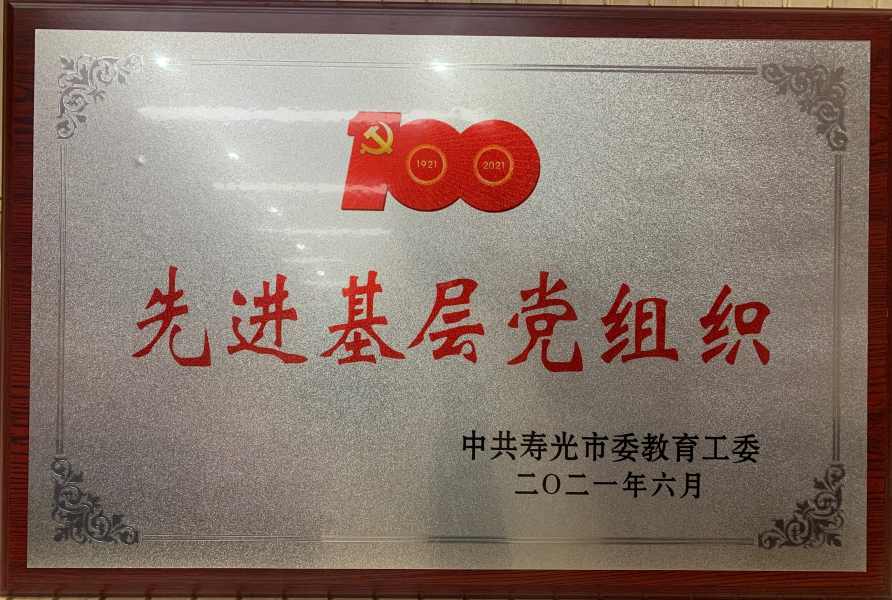 100
1921 2021
先进基层党组织
中共寿光市委教育工委
二〇二一年六月